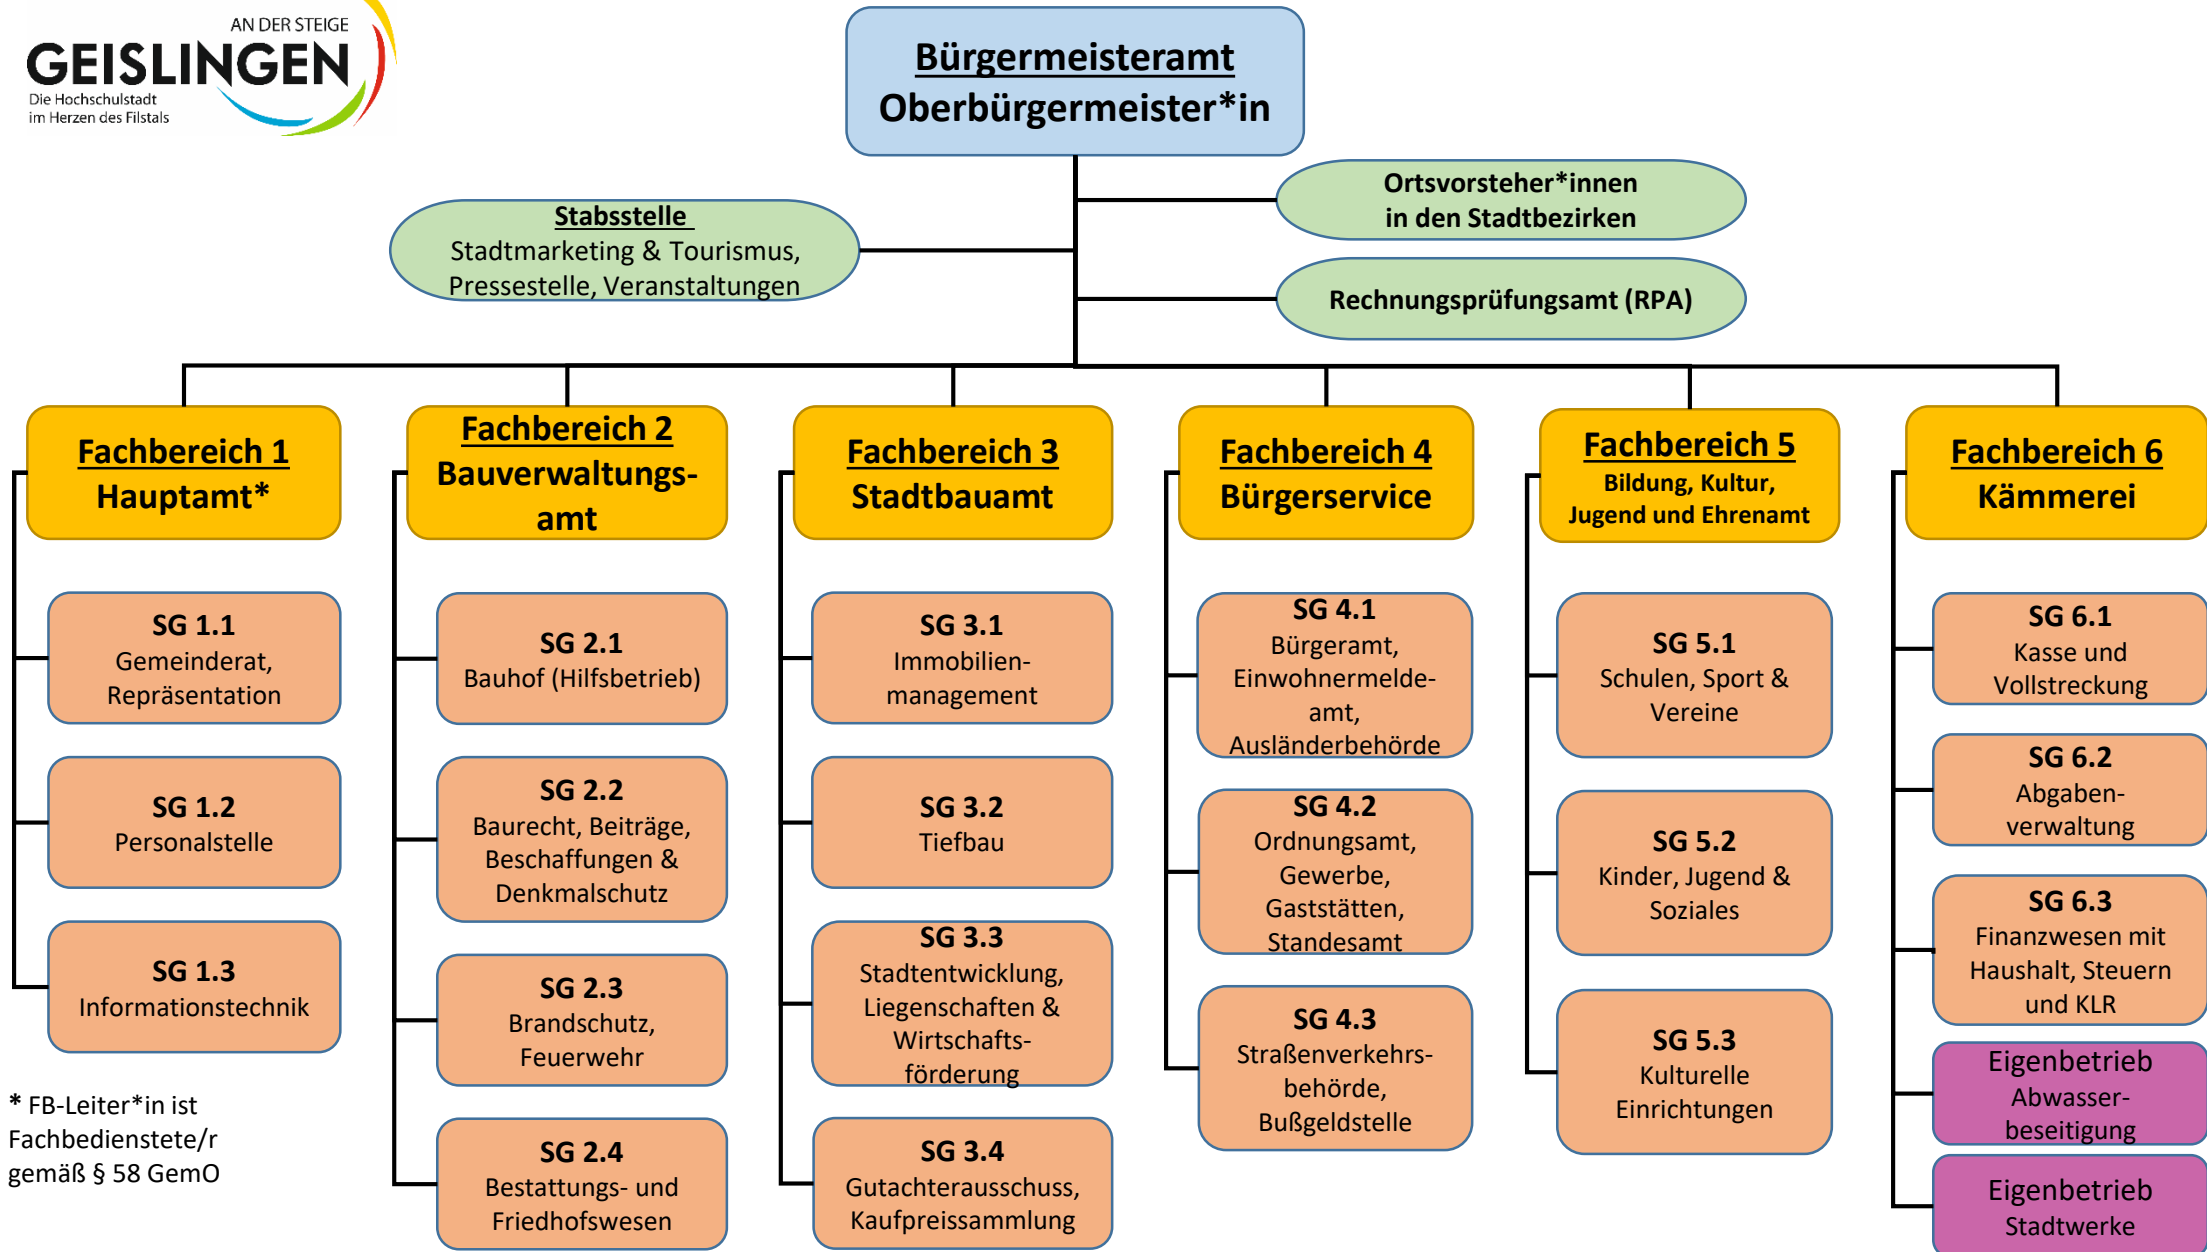 AN DER STEIGE
GEISLINGEN
Die Hochschulstadt
im Herzen des Filstals
Bürgermeisteramt
Oberbürgermeister*in
Stabsstelle
Stadtmarketing & Tourismus,
Pressestelle, Veranstaltungen
Ortsvorsteher*innen
in den Stadtbezirken
Rechnungsprüfungsamt (RPA)
Fachbereich 1
Hauptamt*
SG 1.1
Gemeinderat,
Repräsentation
SG 1.2
Personalstelle
SG 1.3
Informationstechnik
* FB-Leiter*in ist
Fachbedienstete/r
gemäß § 58 GemO
Fachbereich 2
Bauverwaltungs-
amt
SG 2.1
Bauhof (Hilfsbetrieb)
SG 2.2
Baurecht, Beiträge,
Beschaffungen &
Denkmalschutz
SG 2.3
Brandschutz,
Feuerwehr
SG 2.4
Bestattungs- und
Friedhofswesen
Fachbereich 3
Stadtbauamt
SG 3.1
Immobilien-
management
SG 3.2
Tiefbau
SG 3.3
Stadtentwicklung,
Liegenschaften &
Wirtschafts-
förderung
SG 3.4
Gutachterausschuss,
Kaufpreissammlung
Fachbereich 4
Bürgerservice
SG 4.1
Bürgeramt,
Einwohnermelde-
amt,
Ausländerbehörde
SG 4.2
Ordnungsamt,
Gewerbe,
Gaststätten,
Standesamt
SG 4.3
Straßenverkehrs-
behörde,
Bußgeldstelle
Fachbereich 5
Bildung, Kultur,
Jugend und Ehrenamt
SG 5.1
Schulen, Sport &
Vereine
SG 5.2
Kinder, Jugend &
Soziales
SG 5.3
Kulturelle
Einrichtungen
Fachbereich 6
Kämmerei
SG 6.1
Kasse und
Vollstreckung
SG 6.2
Abgaben-
verwaltung
SG 6.3
Finanzwesen mit
Haushalt, Steuern
und KLR
Eigenbetrieb
Abwasser-
beseitigung
Eigenbetrieb
Stadtwerke